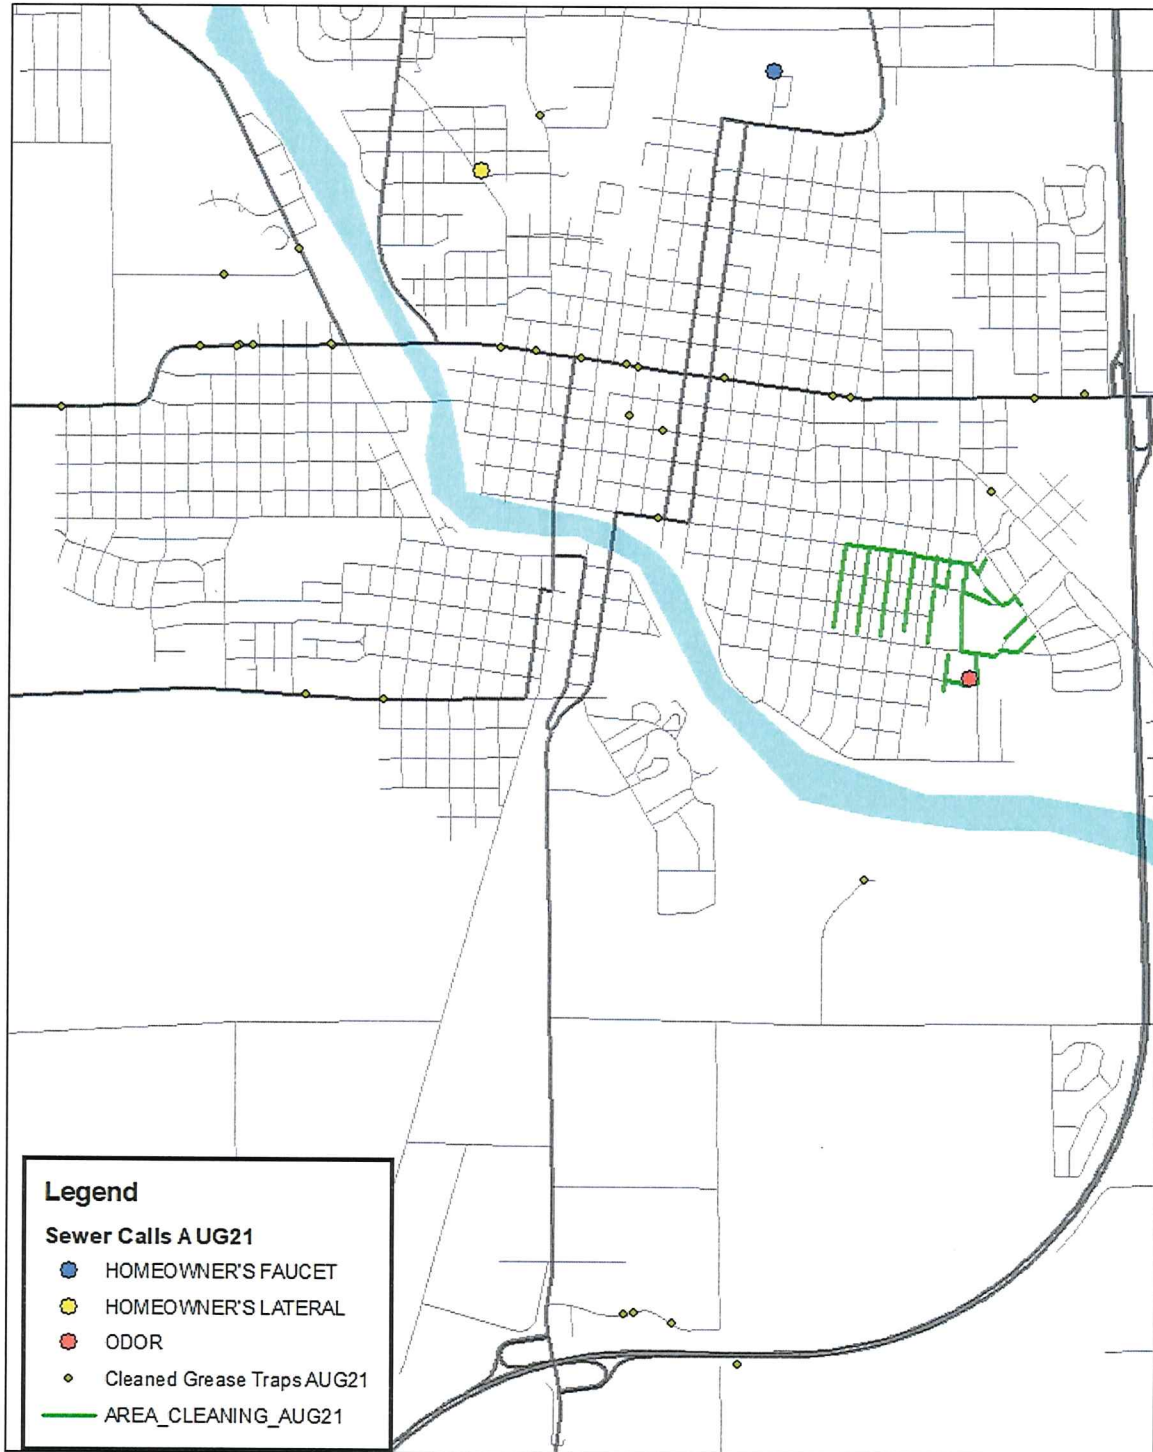 Legend
Sewer Calls AUG21
HOMEOWNER'S FAUCET
HOMEOWNER'S LATERAL
ODOR
Cleaned Grease Traps AUG21
AREA_CLEANING_AUG21